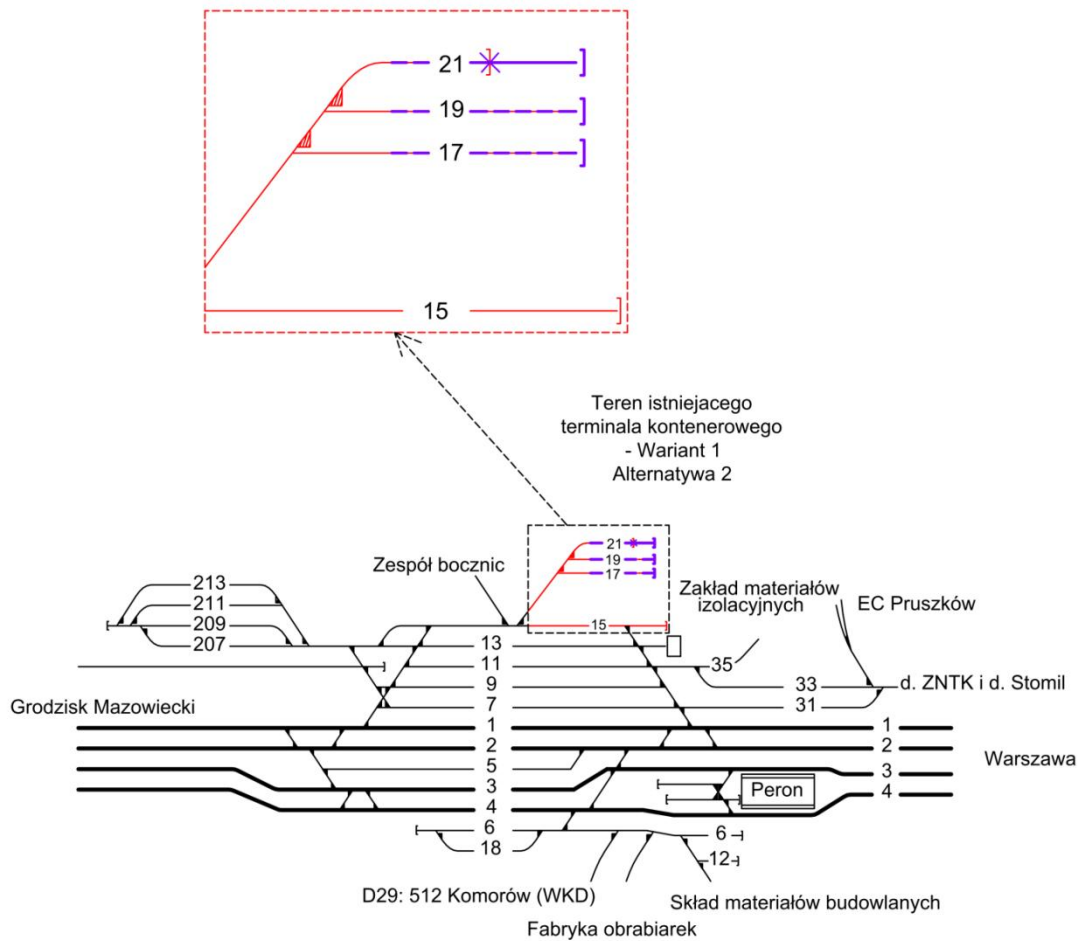 21
19
17
15
Teren istniejacego
terminala kontenerowego
- Wariant 1
Alternatywa 2
21
19
17
Zespół bocznic
Zakład materiałów
izolacyjnych
EC Pruszków
213
211
209
207
15
13
11
35
9
33
d. ZNTK i d. Stomil
7
31
Grodzisk Mazowiecki
1
1
2
2
Warszawa
5
3
3
Peron
4
4
6
6
18
12
D29: 512 Komorów (WKD)
Skład materiałów budowlanych
Fabryka obrabiarek